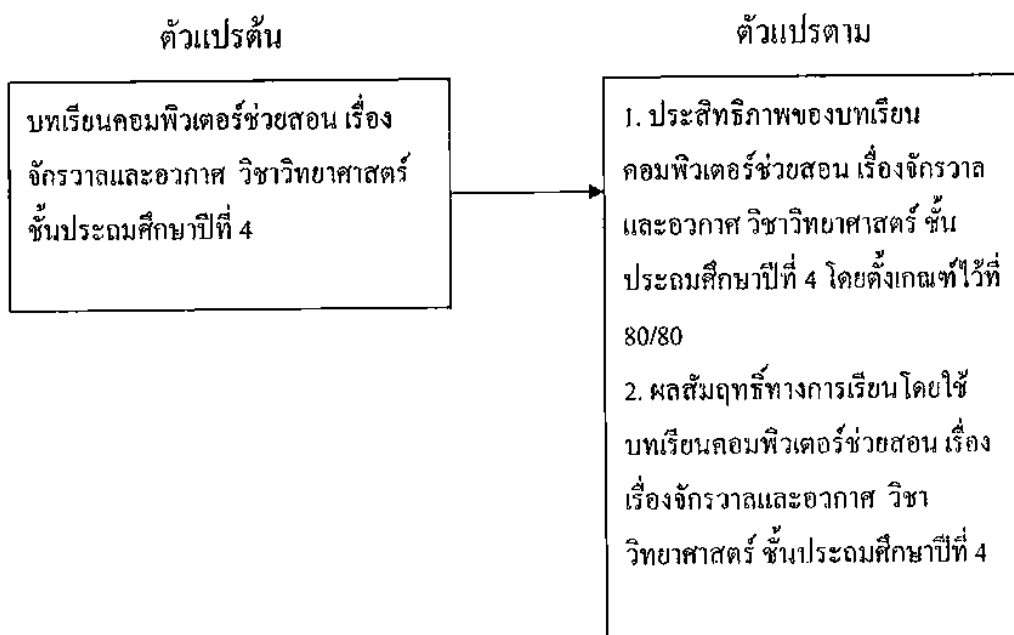 ตัวแปรต้น
บทเรียนคอมพิวเตอร์ช่วยสอน เรื่อง
จักรวาลและอวกาศ วิชาวิทยาศาสตร์
ชั้นประถมศึกษาปีที่ 4
ตัวแปรตาม
1. ประสิทธิภาพของบทเรียน
คอมพิวเตอร์ช่วยสอน เรื่องจักรวาล
และอวกาศ วิชาวิทยาศาสตร์ ชั้น
ประถมศึกษาปีที่ 4 โดยตั้งเกณฑ์ไว้ที่
80/80
2. ผลสัมฤทธิ์ทางการเรียนโดยใช้
บทเรียนคอมพิวเตอร์ช่วยสอน เรื่อง
เรื่องจักรวาลและอวกาศ วิชา
วิทยาศาสตร์ ชั้นประถมศึกษาปีที่ 4